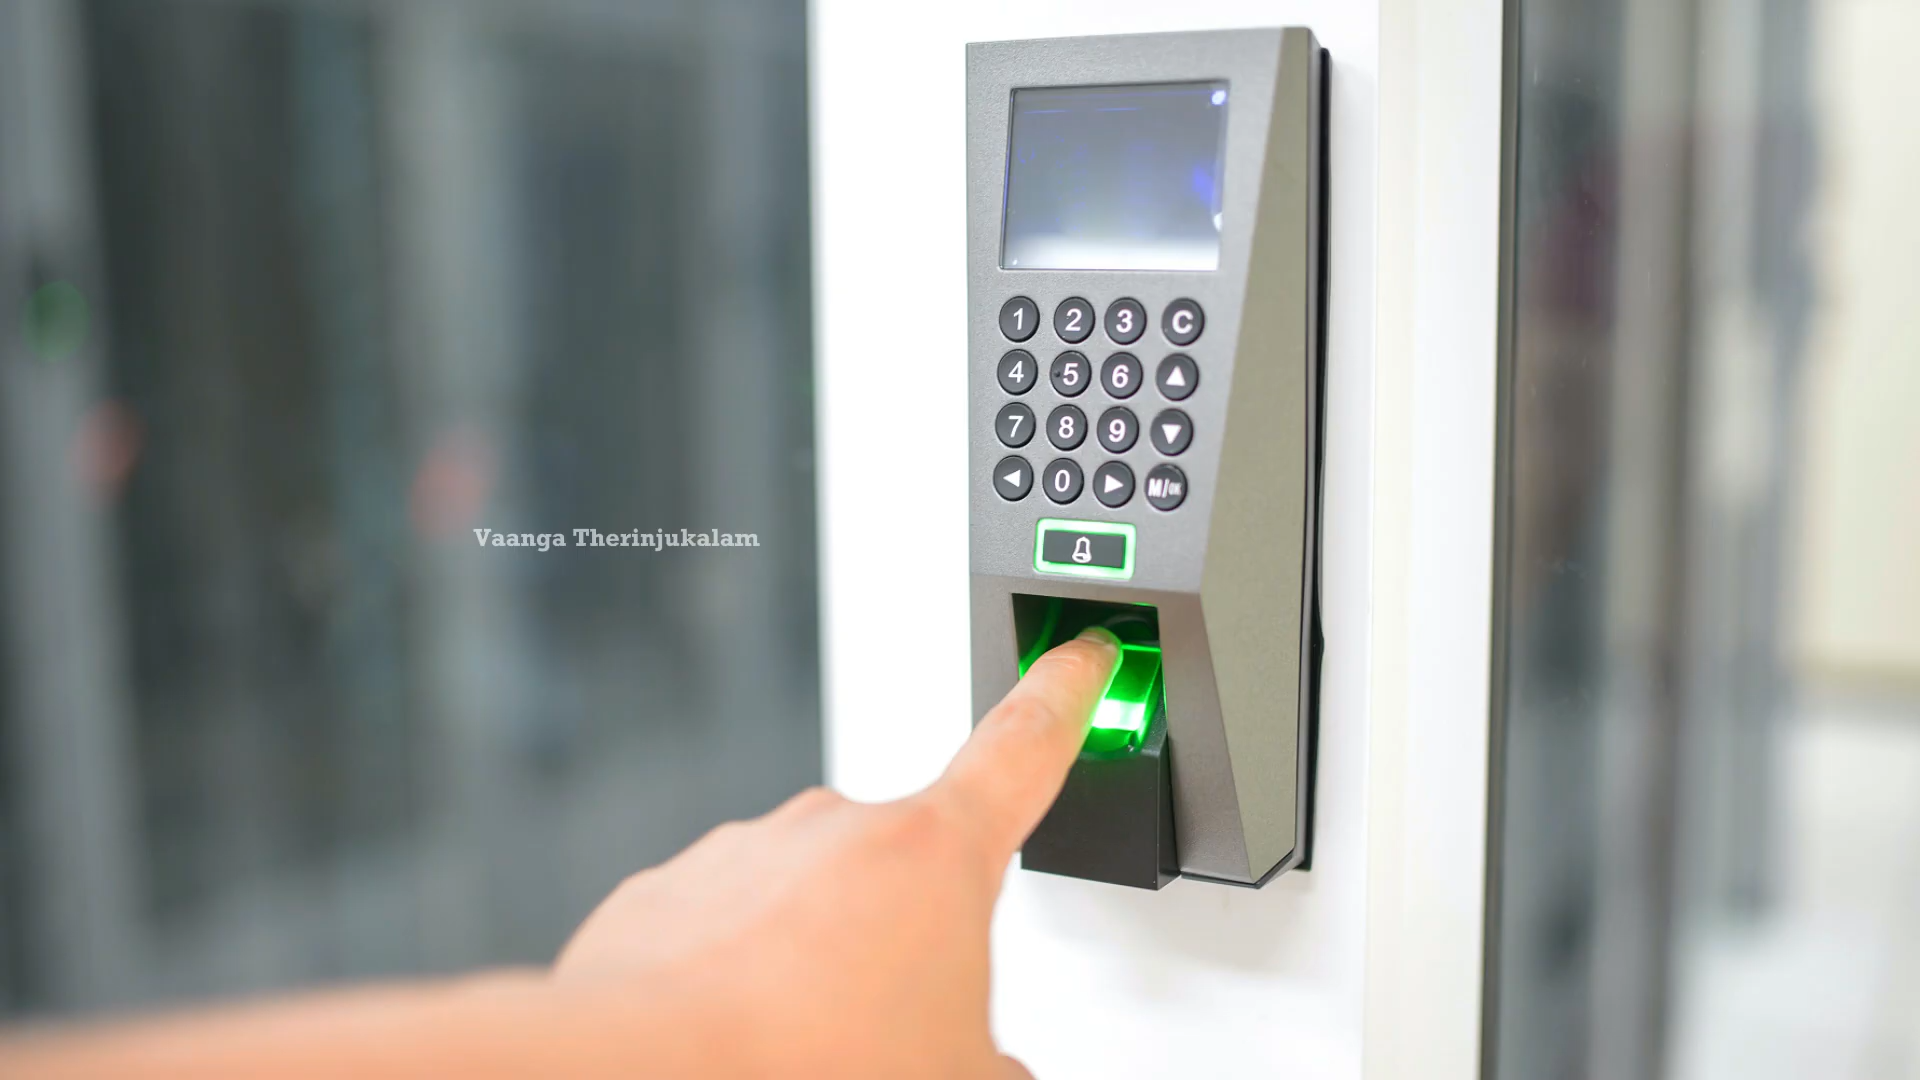 1 2 3 C
4 5 6 ▲
7 8 9 ▼
◀ 0 ▶ M/OK
Vaanga Therinjukalam